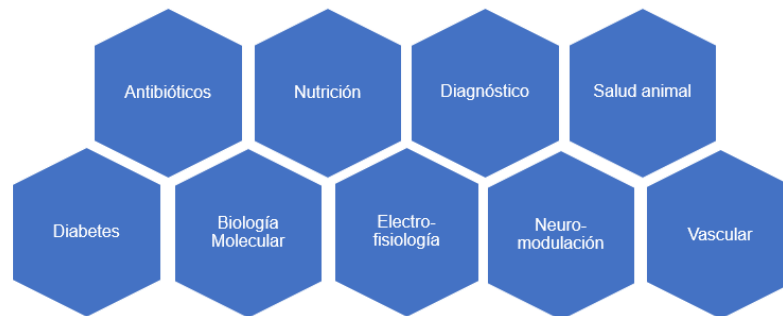 Antibióticos
Nutrición
Diagnóstico
Salud animal
Diabetes
Biología
Molecular
Electro-
fisiología
Neuro-
modulación
Vascular